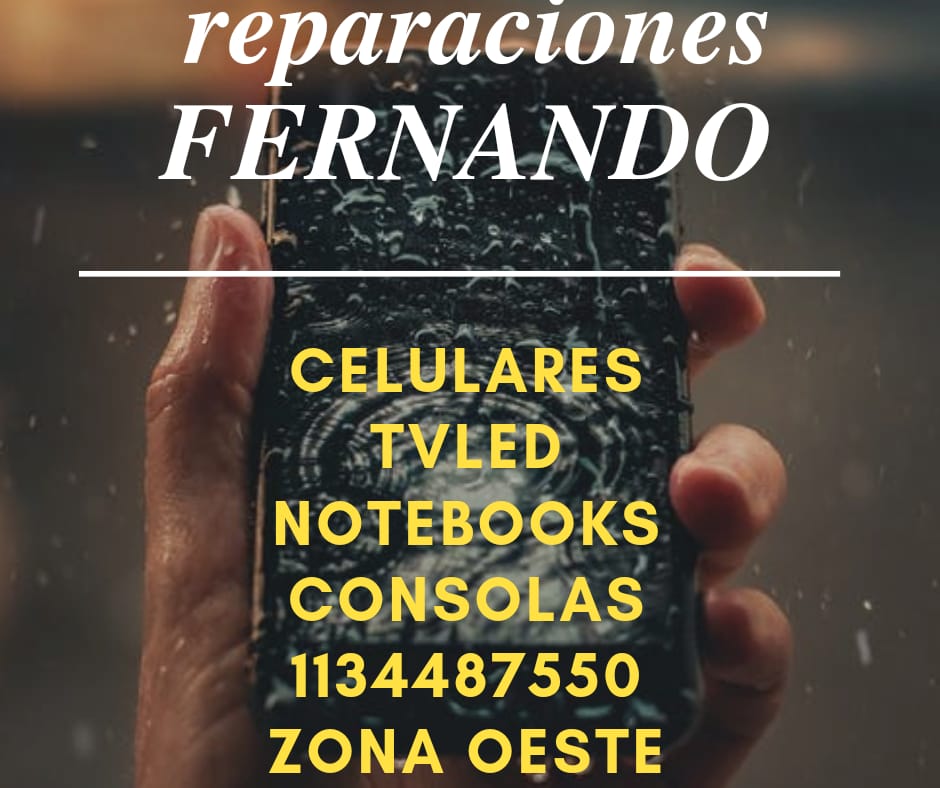 reparaciones
FERNANDO
CELULARES
TVLED
NOTEBOOKS
CONSOLAS
1134487550
ZONA OESTE